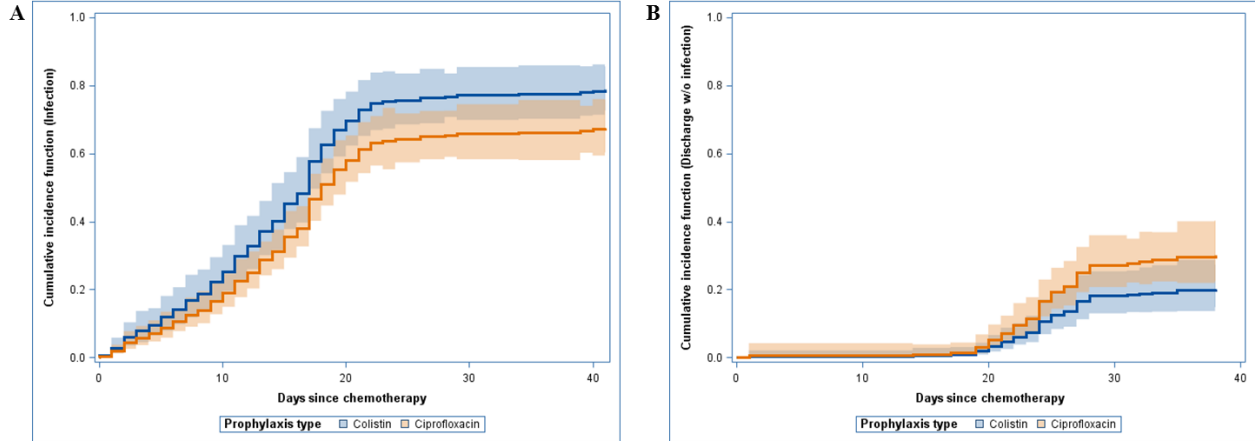 A
Cumulative incidence function (Infection)
1.0
0.8
0.6
0.4
0.2
0.0
0 10 20 30 40
Days since chemotherapy
Prophylaxis type Colistin Ciprofloxacin
B
Cumulative incidence function (Discharge w/o infection)
1.0
0.8
0.6
0.4
0.2
0.0
0 10 20 30 40
Days since chemotherapy
Prophylaxis type Colistin Ciprofloxacin